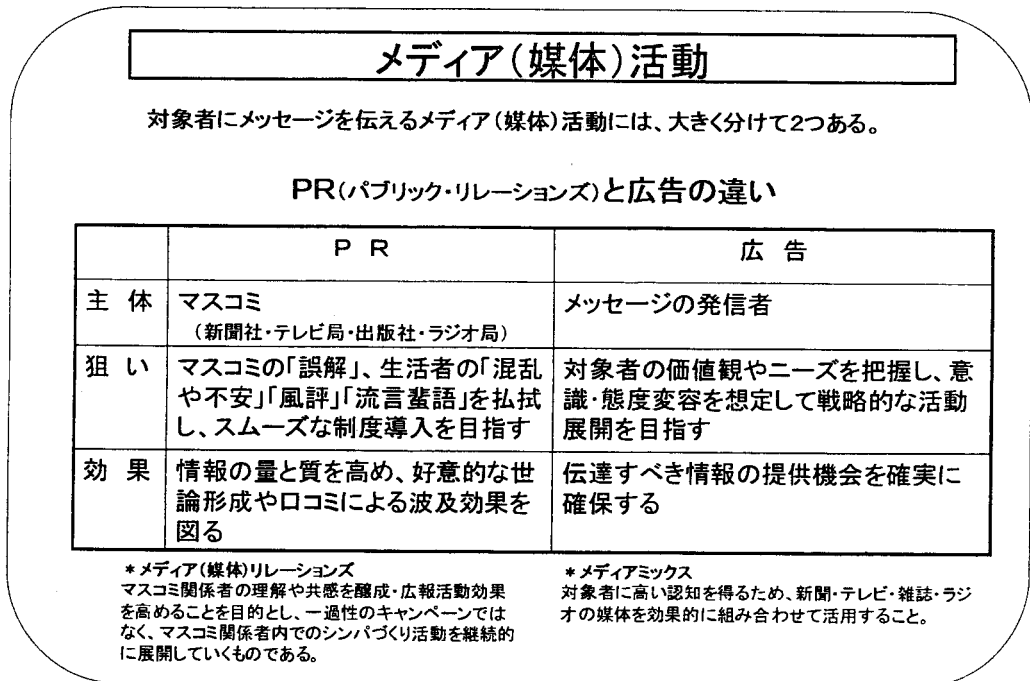 メディア(媒体)活動
対象者にメッセージを伝えるメディア(媒体)活動には、大きく分けて2つある。
PR(パブリック・リレーションズ)と広告の違い
ＰＲ 広告
主体 マスコミ メッセージの発信者
(新聞社・テレビ局・出版社・ラジオ局)
狙い マスコミの「誤解」、生活者の「混乱 対象者の価値観やニーズを把握し、意
や不安」「風評」「流言蜚語」を払拭 識・態度変容を想定して戦略的な活動
し、スムーズな制度導入を目指す 展開を目指す
効果 情報の量と質を高め、好意的な世 伝達すべき情報の提供機会を確実に
論形成や口コミによる波及効果を 確保する
図る
＊メディア(媒体)リレーションズ
マスコミ関係者の理解や共感を醸成・広報活動効果
を高めることを目的とし、一過性のキャンペーンでは
なく、マスコミ関係者内でのシンパづくり活動を継続的
に展開していくものである。
＊メディアミックス
対象者に高い認知を得るため、新聞・テレビ・雑誌・ラジ
オの媒体を効果的に組み合わせて活用すること。